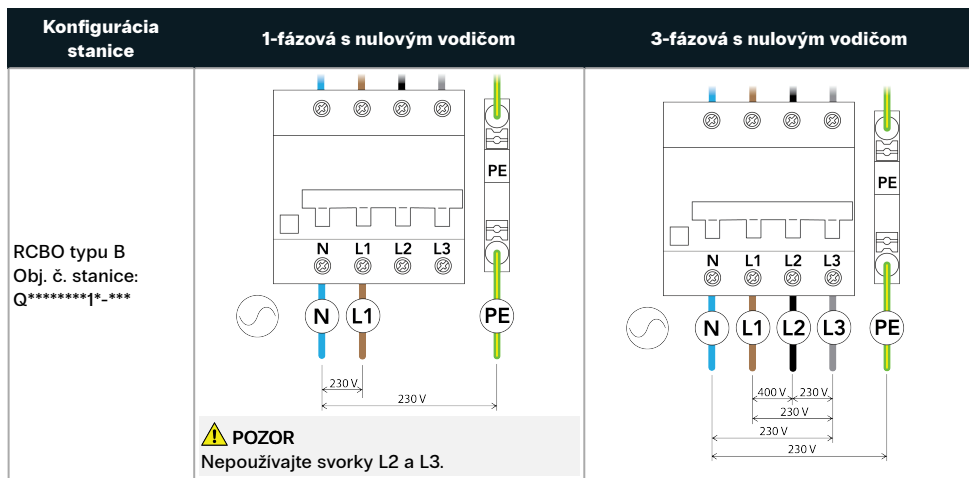 Konfigurácia
stanice
1-fázová s nulovým vodičom
3-fázová s nulovým vodičom
RCBO typu B
Obj. č. stanice:
Q********1*-***
PE
N L1 L2 L3
N L1 PE
230 V
230 V
POZOR
Nepoužívajte svorky L2 a L3.
PE
N L1 L2 L3
N L1 L2 L3 PE
400 V 230 V
230 V
230 V
230 V